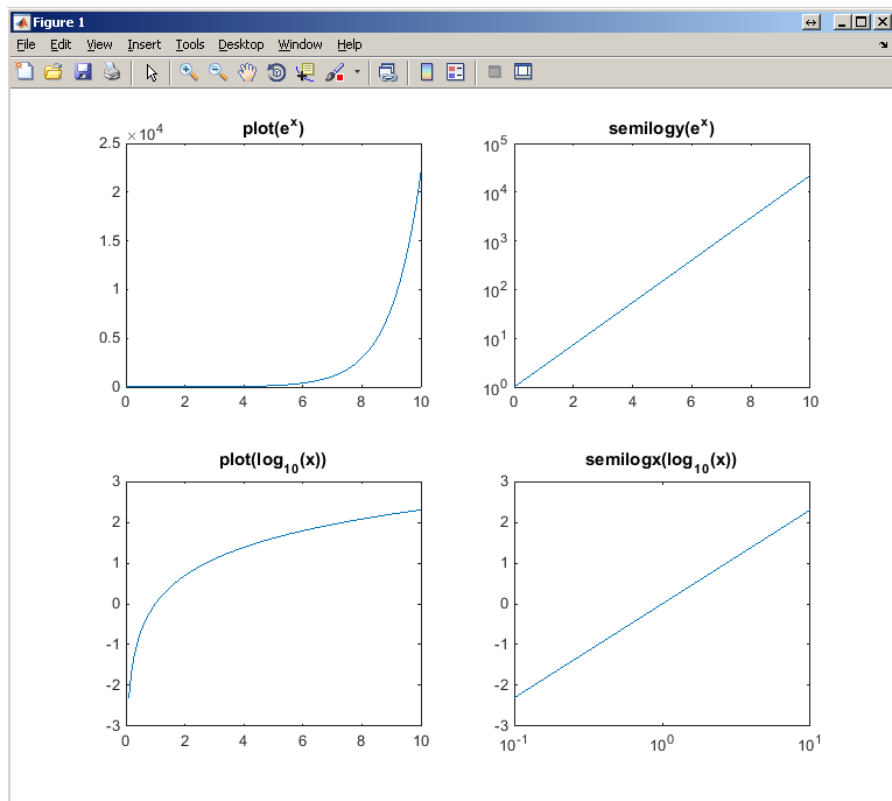 Figure 1
File Edit View Insert Tools Desktop Window Help
plot(e^x)
×10^4
2.5
2
1.5
1
0.5
0
0 2 4 6 8 10
semilogy(e^x)
10^5
10^4
10^3
10^2
10^1
10^0
0 2 4 6 8 10
plot(log_10(x))
3
2
1
0
-1
-2
-3
0 2 4 6 8 10
semilogx(log_10(x))
3
2
1
0
-1
-2
-3
10^-1 10^0 10^1